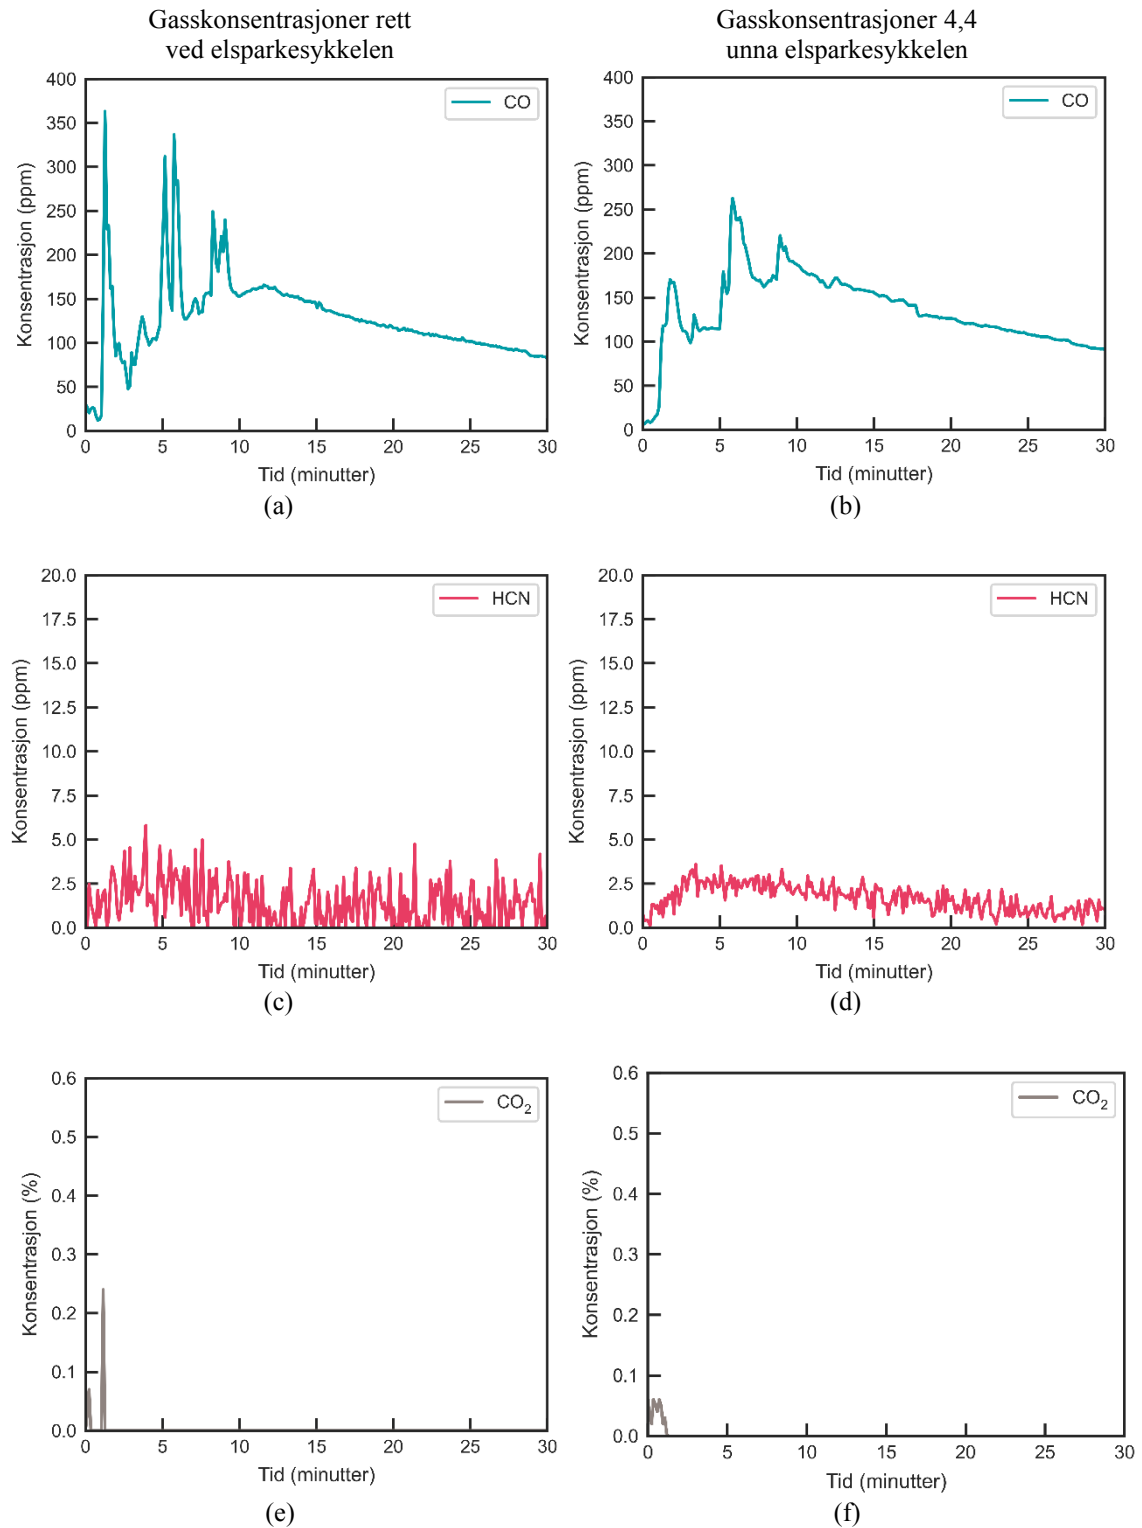 Gasskonsentrasjoner rett
ved elsparkesykkelen
Gasskonsentrasjoner 4,4
unna elsparkesykkelen
400
350
300
250
200
150
100
50
0
Konsentrasjon (ppm)
CO
0 5 10 15 20 25 30
Tid (minutter)
(a)
400
350
300
250
200
150
100
50
0
Konsentrasjon (ppm)
CO
0 5 10 15 20 25 30
Tid (minutter)
(b)
20.0
17.5
15.0
12.5
10.0
7.5
5.0
2.5
0.0
Konsentrasjon (ppm)
HCN
0 5 10 15 20 25 30
Tid (minutter)
(c)
20.0
17.5
15.0
12.5
10.0
7.5
5.0
2.5
0.0
Konsentrasjon (ppm)
HCN
0 5 10 15 20 25 30
Tid (minutter)
(d)
0.6
0.5
0.4
0.3
0.2
0.1
0.0
Konsentrasjon (%)
CO₂
0 5 10 15 20 25 30
Tid (minutter)
(e)
0.6
0.5
0.4
0.3
0.2
0.1
0.0
Konsentrasjon (%)
CO₂
0 5 10 15 20 25 30
Tid (minutter)
(f)